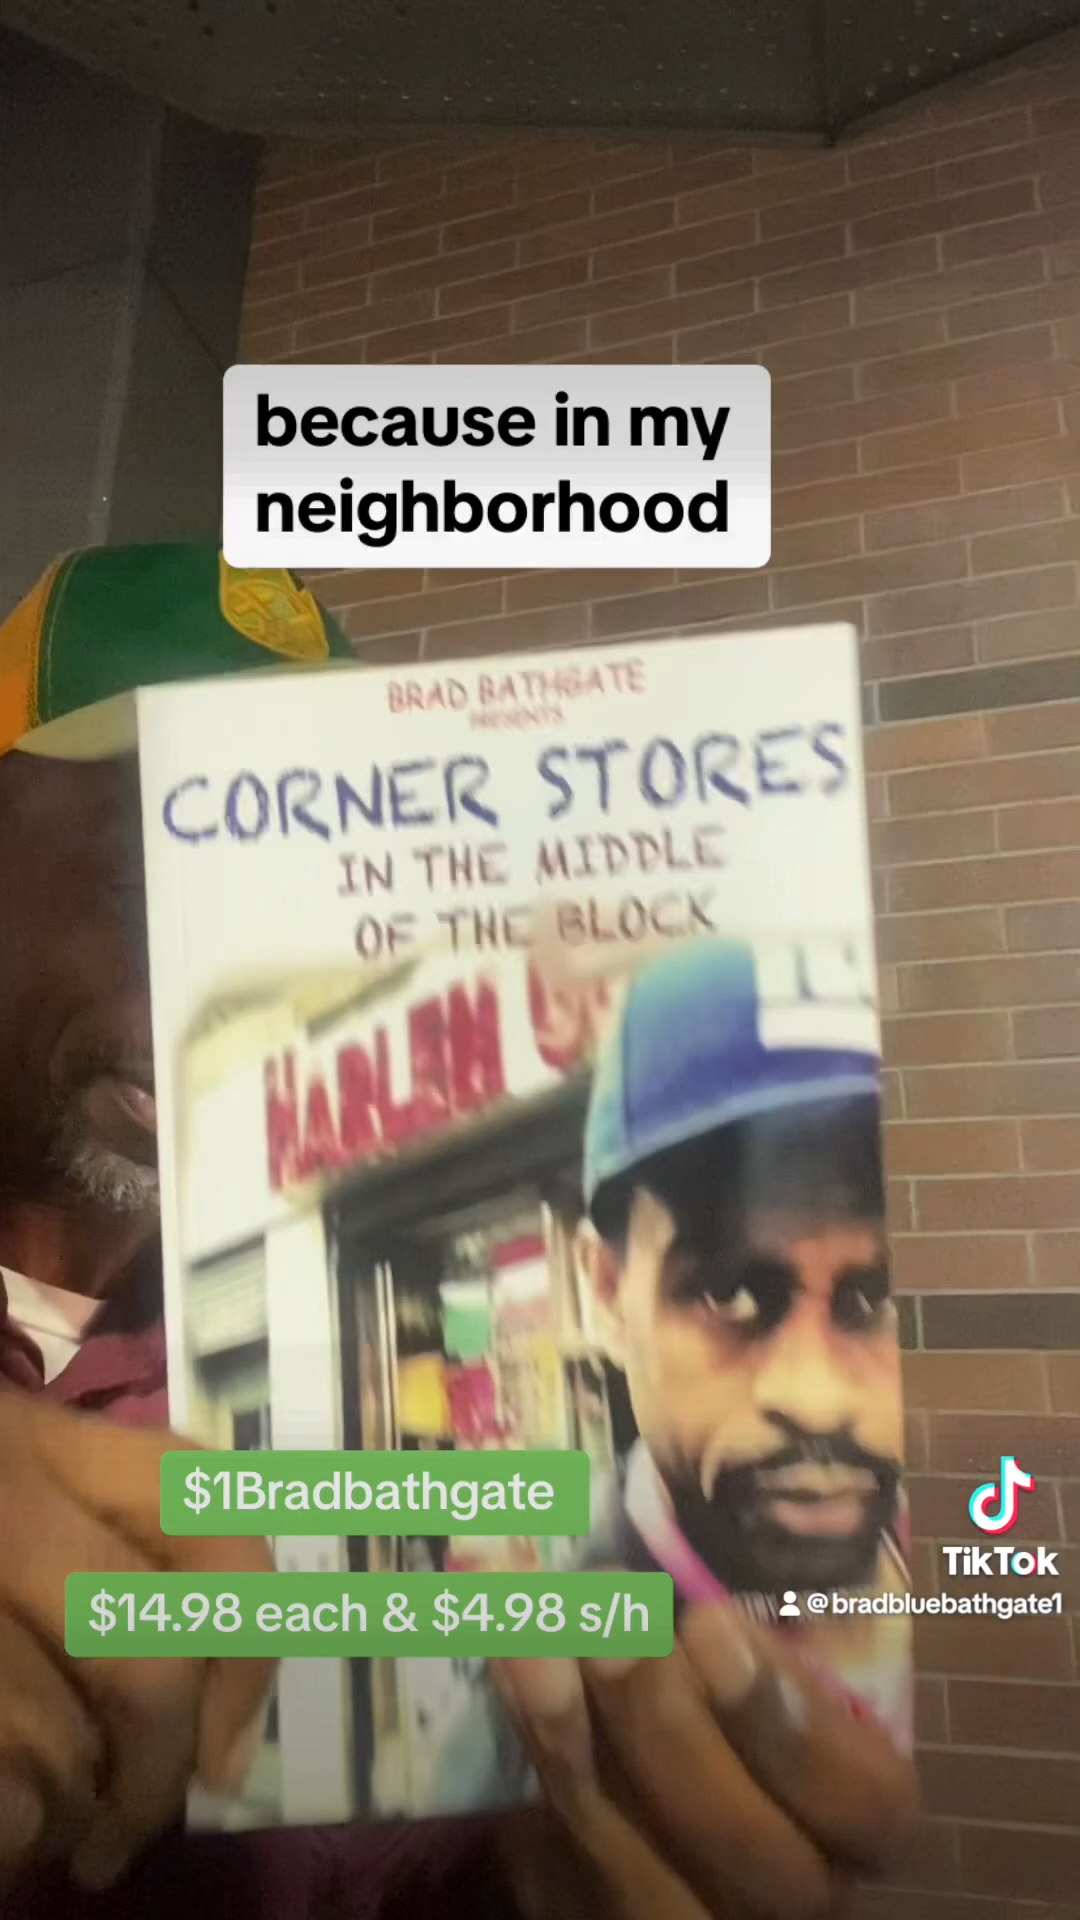 because in my
neighborhood
BRAD BATHGATE
PRESENTS
CORNER STORES
IN THE MIDDLE
OF THE BLOCK
HARLEM
$1Bradbathgate
$14.98 each & $4.98 s/h
TikTok
@bradbluebathgate1